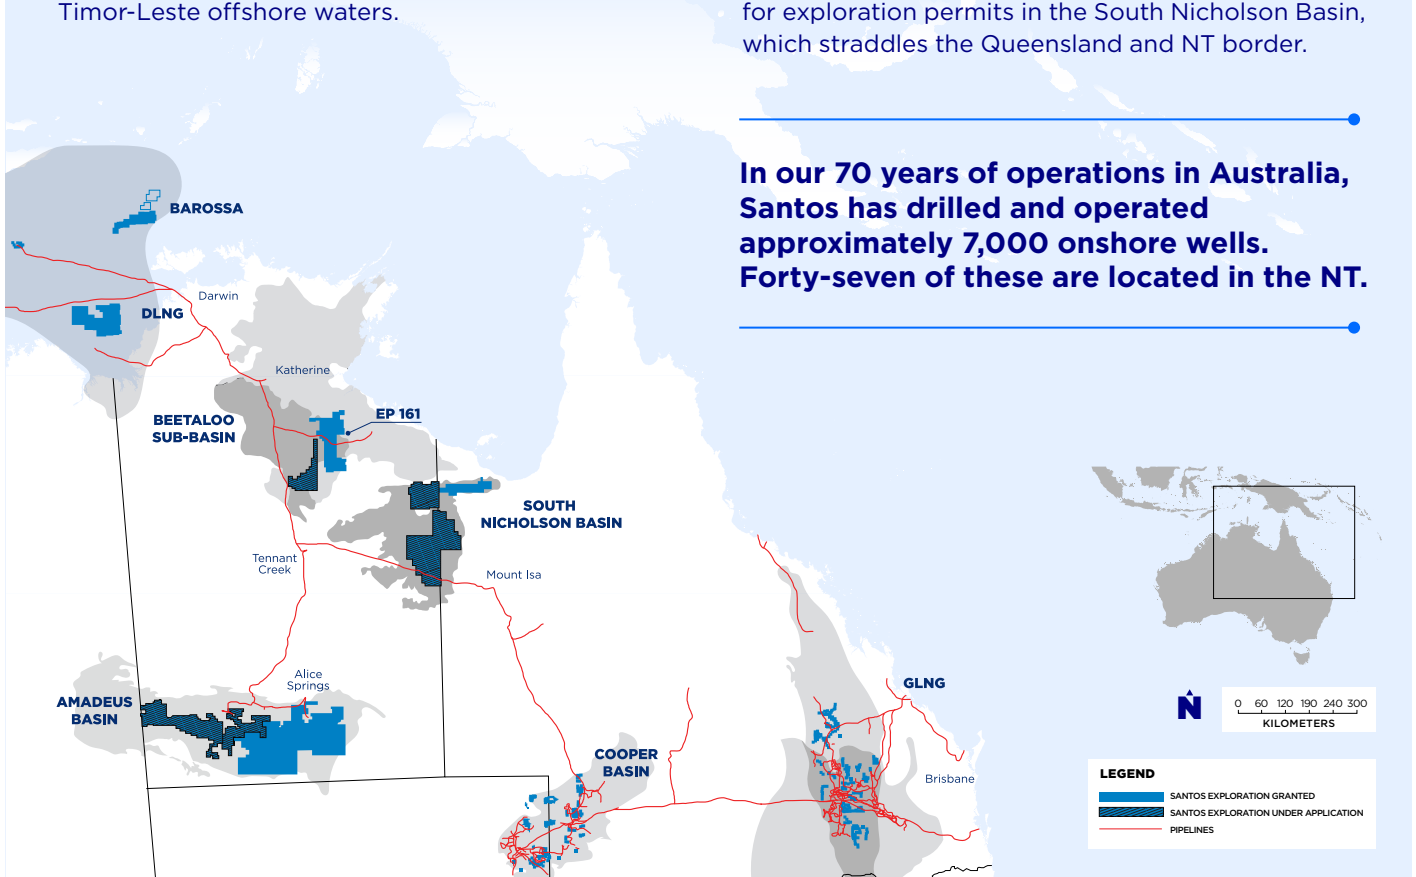 Timor-Leste offshore waters.
for exploration permits in the South Nicholson Basin,
which straddles the Queensland and NT border.
In our 70 years of operations in Australia,
Santos has drilled and operated
approximately 7,000 onshore wells.
Forty-seven of these are located in the NT.
BAROSSA
Darwin
DLNG
Katherine
BEETALOO
SUB-BASIN
EP 161
SOUTH
NICHOLSON BASIN
Tennant
Creek
Mount Isa
Alice
Springs
AMADEUS
BASIN
GLNG
COOPER
BASIN
Brisbane
N
0 60 120 190 240 300
KILOMETERS
LEGEND
SANTOS EXPLORATION GRANTED
SANTOS EXPLORATION UNDER APPLICATION
PIPELINES